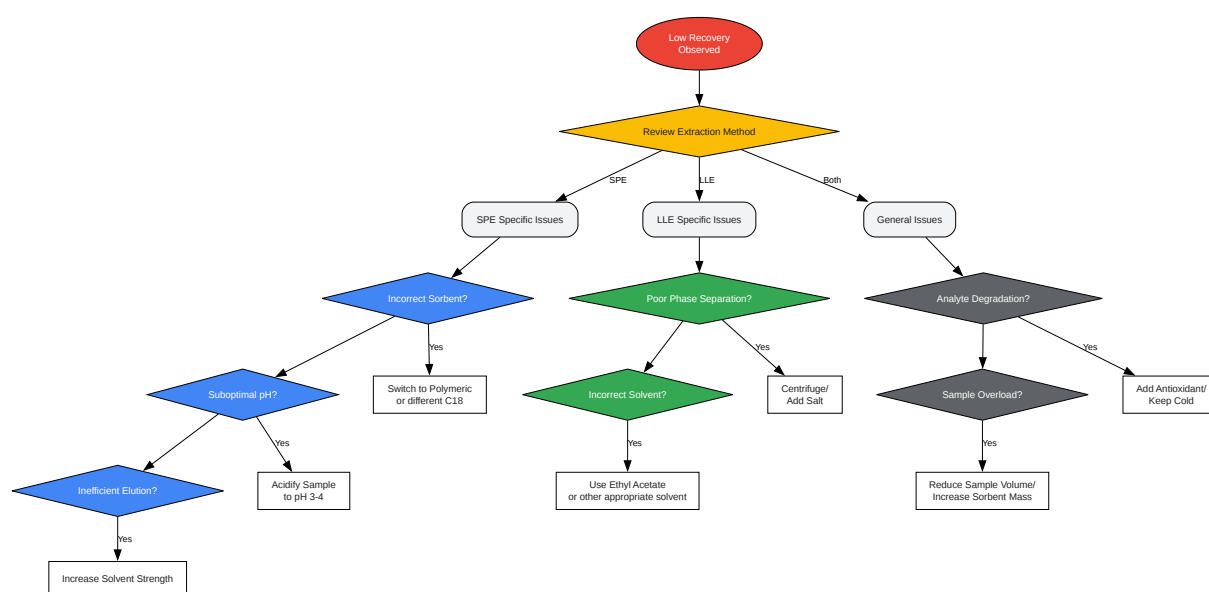 Low Recovery
Observed
Review Extraction Method
SPE
LLE
Both
SPE Specific Issues
LLE Specific Issues
General Issues
Incorrect Sorbent?
Poor Phase Separation?
Analyte Degradation?
Yes
Yes
Yes
Suboptimal pH?
Switch to Polymeric
or different C18
Incorrect Solvent?
Centrifuge/
Add Salt
Sample Overload?
Add Antioxidant/
Keep Cold
Yes
Yes
Yes
Inefficient Elution?
Acidify Sample
to pH 3-4
Use Ethyl Acetate
or other appropriate solvent
Reduce Sample Volume/
Increase Sorbent Mass
Yes
Increase Solvent Strength